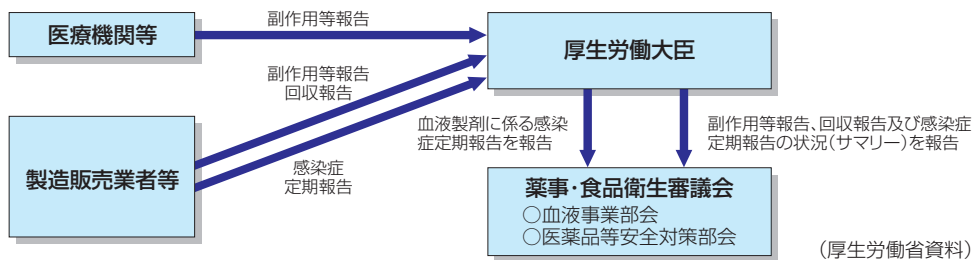 医療機関等
副作用等報告
厚生労働大臣
副作用等報告
回収報告
製造販売業者等
感染症
定期報告
血液製剤に係る感染
症定期報告を報告
副作用等報告、回収報告及び感染症
定期報告の状況(サマリー)を報告
薬事・食品衛生審議会
○血液事業部会
○医薬品等安全対策部会
(厚生労働省資料)